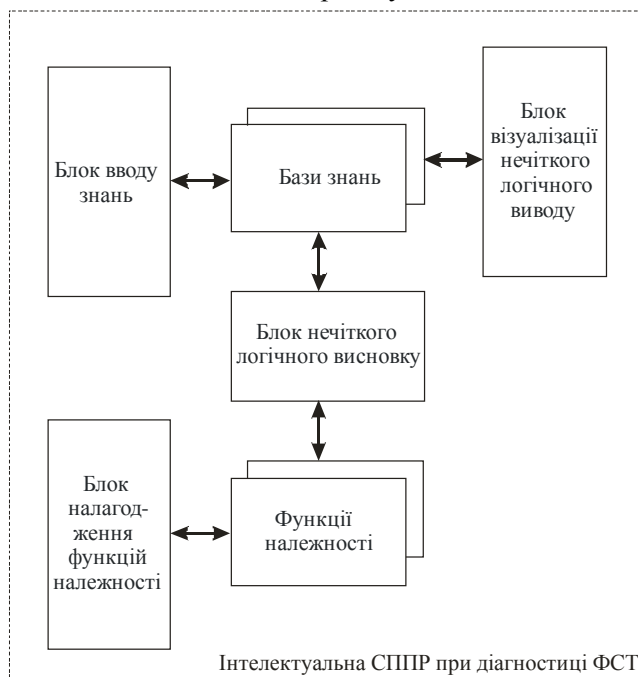 Блок вводу
знань
Бази знань
Блок
візуалізації
нечіткого
логічного
виводу
Блок нечіткого
логічного висновку
Блок
налагод-
ження
функцій
належності
Функції
належності
Інтелектуальна СППР при діагностиці ФСТ